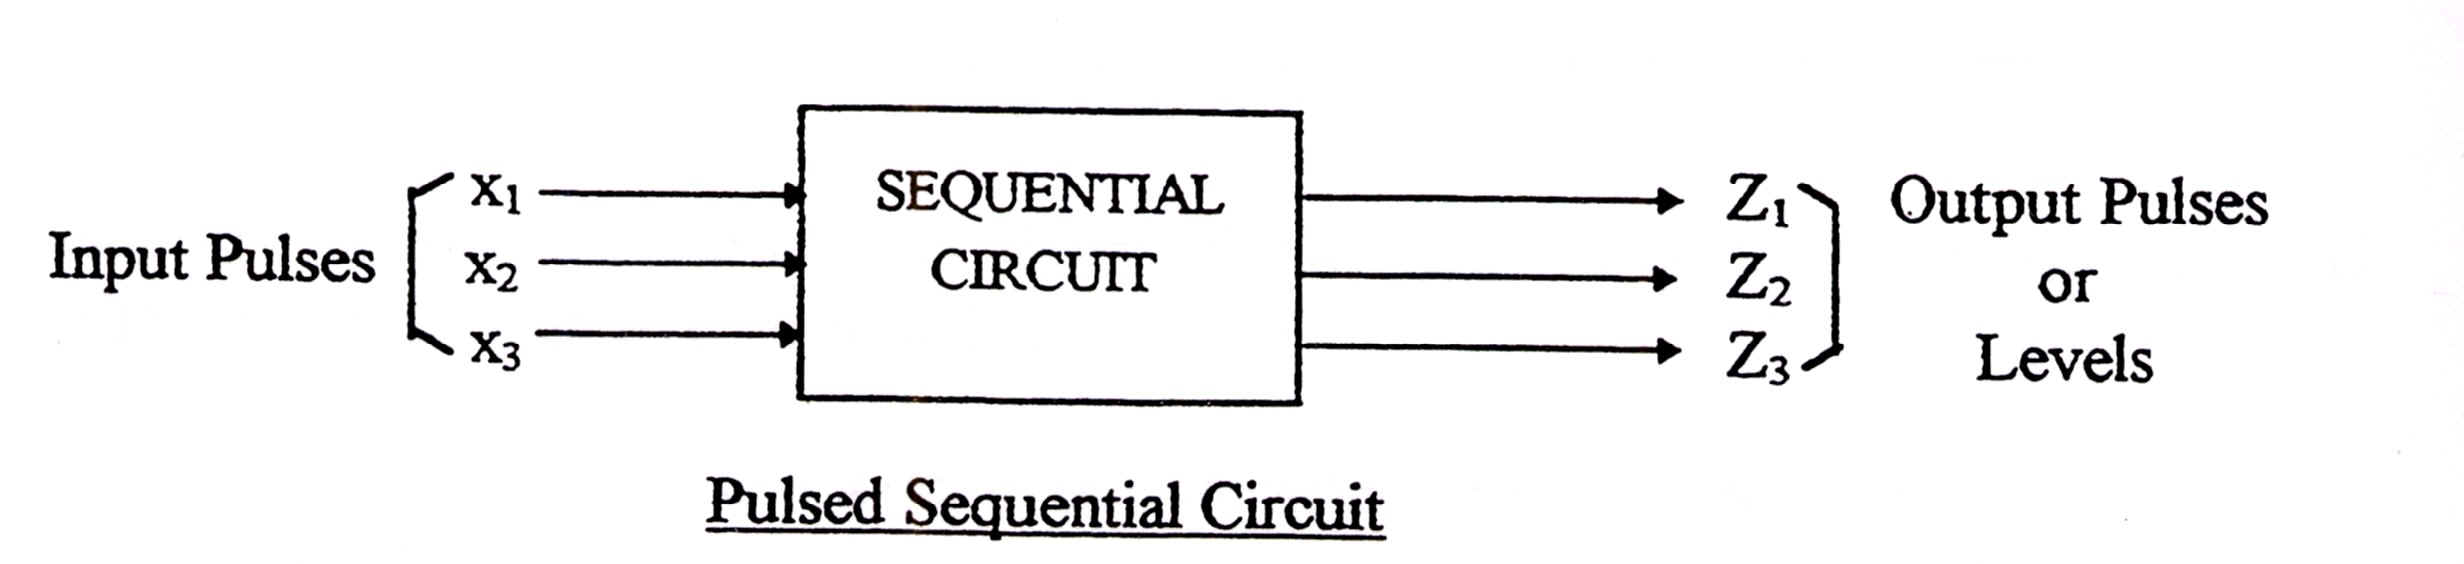 Input Pulses
x₁
x₂
x₃
SEQUENTIAL
CIRCUIT
Z₁
Z₂
Z₃
Output Pulses
or
Levels
Pulsed Sequential Circuit